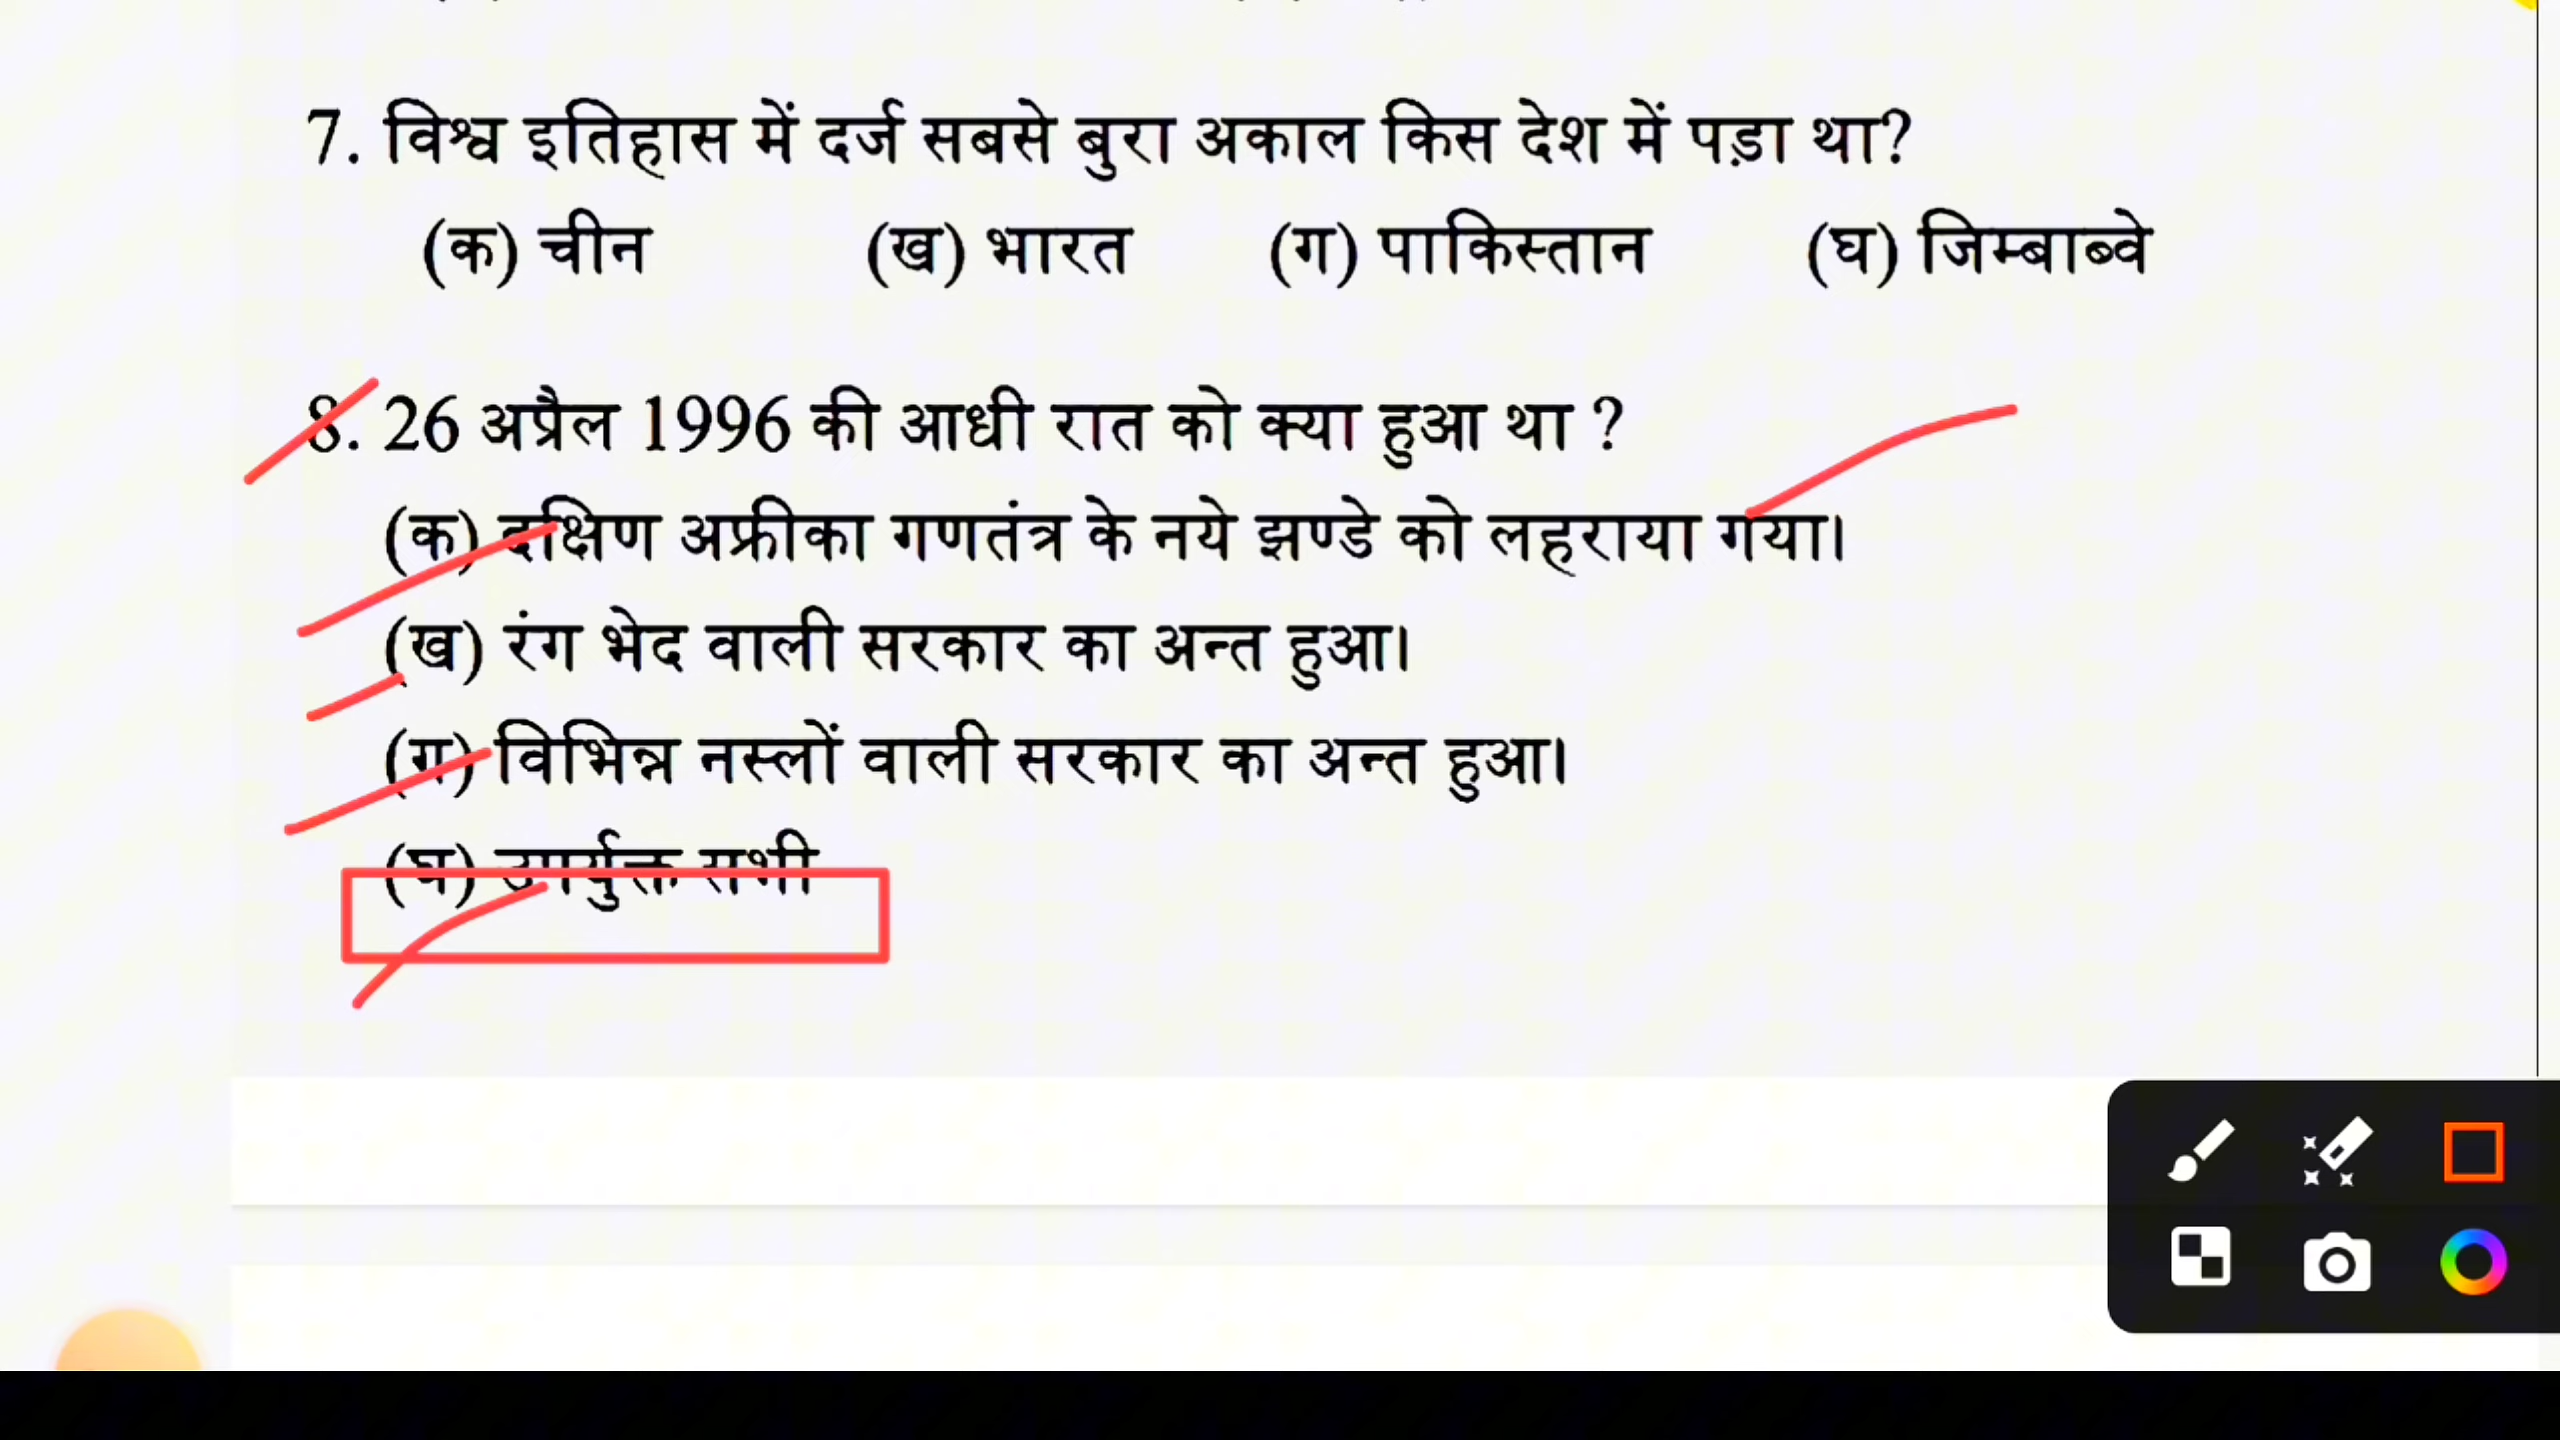 7. विश्व इतिहास में दर्ज सबसे बुरा अकाल किस देश में पड़ा था?
(क) चीन (ख) भारत (ग) पाकिस्तान (घ) जिम्बाब्वे
8. 26 अप्रैल 1996 की आधी रात को क्या हुआ था ?
(क) दक्षिण अफ्रीका गणतंत्र के नये झण्डे को लहराया गया।
(ख) रंग भेद वाली सरकार का अन्त हुआ।
(ग) विभिन्न नस्लों वाली सरकार का अन्त हुआ।
(घ) उपर्युक्त सभी